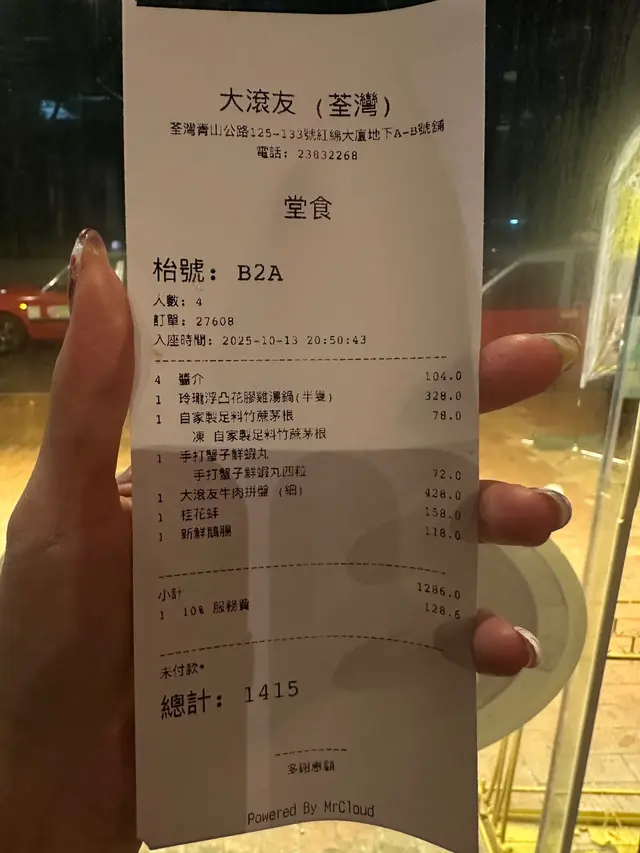 大滾友 (荃灣)
荃灣青山公路125-133號紅綿大廈地下A-B號舖
電話: 23832268
堂食
枱號: B2A
人數: 4
訂單: 27608
入座時間: 2025-10-13 20:50:43
4 醬介 104.0
1 玲瓏浮凸花膠雞湯鍋(半隻) 328.0
1 自家製足料竹蔗茅根 78.0
凍 自家製足料竹蔗茅根
1 手打蟹子鮮蝦丸
手打蟹子鮮蝦丸四粒 72.0
1 大滾友牛肉拼盤 (細) 428.0
1 桂花蚌 158.0
1 新鮮鵝腸 118.0
小計 1286.0
1 10% 服務費 128.6
未付款*
總計: 1415
多謝惠顧
Powered By MrCloud